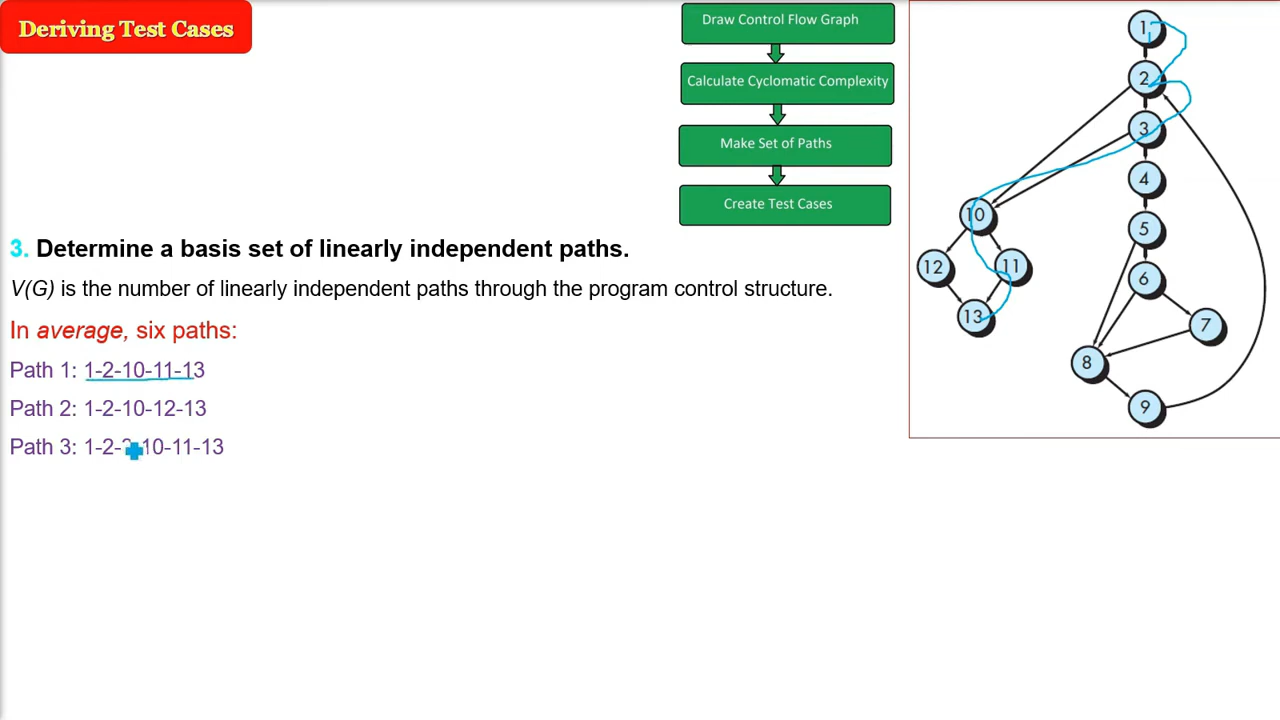 Deriving Test Cases
Draw Control Flow Graph
Calculate Cyclomatic Complexity
Make Set of Paths
Create Test Cases
3. Determine a basis set of linearly independent paths.
V(G) is the number of linearly independent paths through the program control structure.
In average, six paths:
Path 1: 1-2-10-11-13
Path 2: 1-2-10-12-13
Path 3: 1-2-3-10-11-13
1
2
3
4
10
5
12
11
6
13
7
8
9